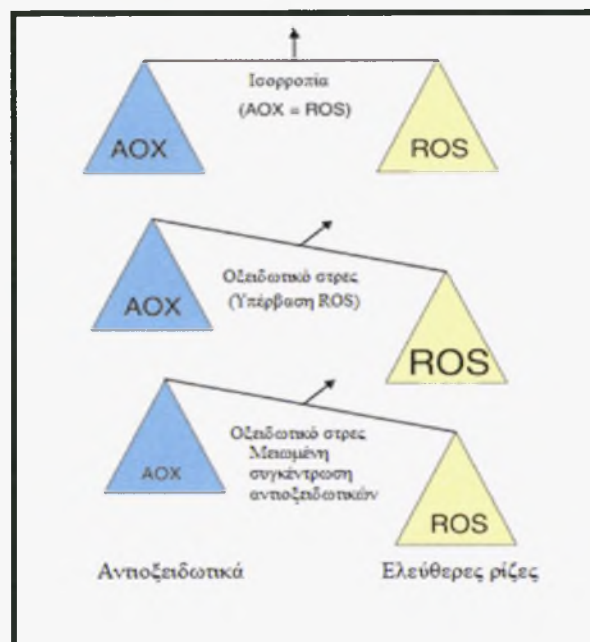 Ισορροπία
(AOX = ROS)
AOX
ROS
Οξειδωτικό στρες
(Υπέρβαση ROS)
AOX
ROS
Οξειδωτικό στρες
Μειωμένη
συγκέντρωση
αντιοξειδωτικών
AOX
ROS
Αντιοξειδωτικά
Ελεύθερες ρίζες